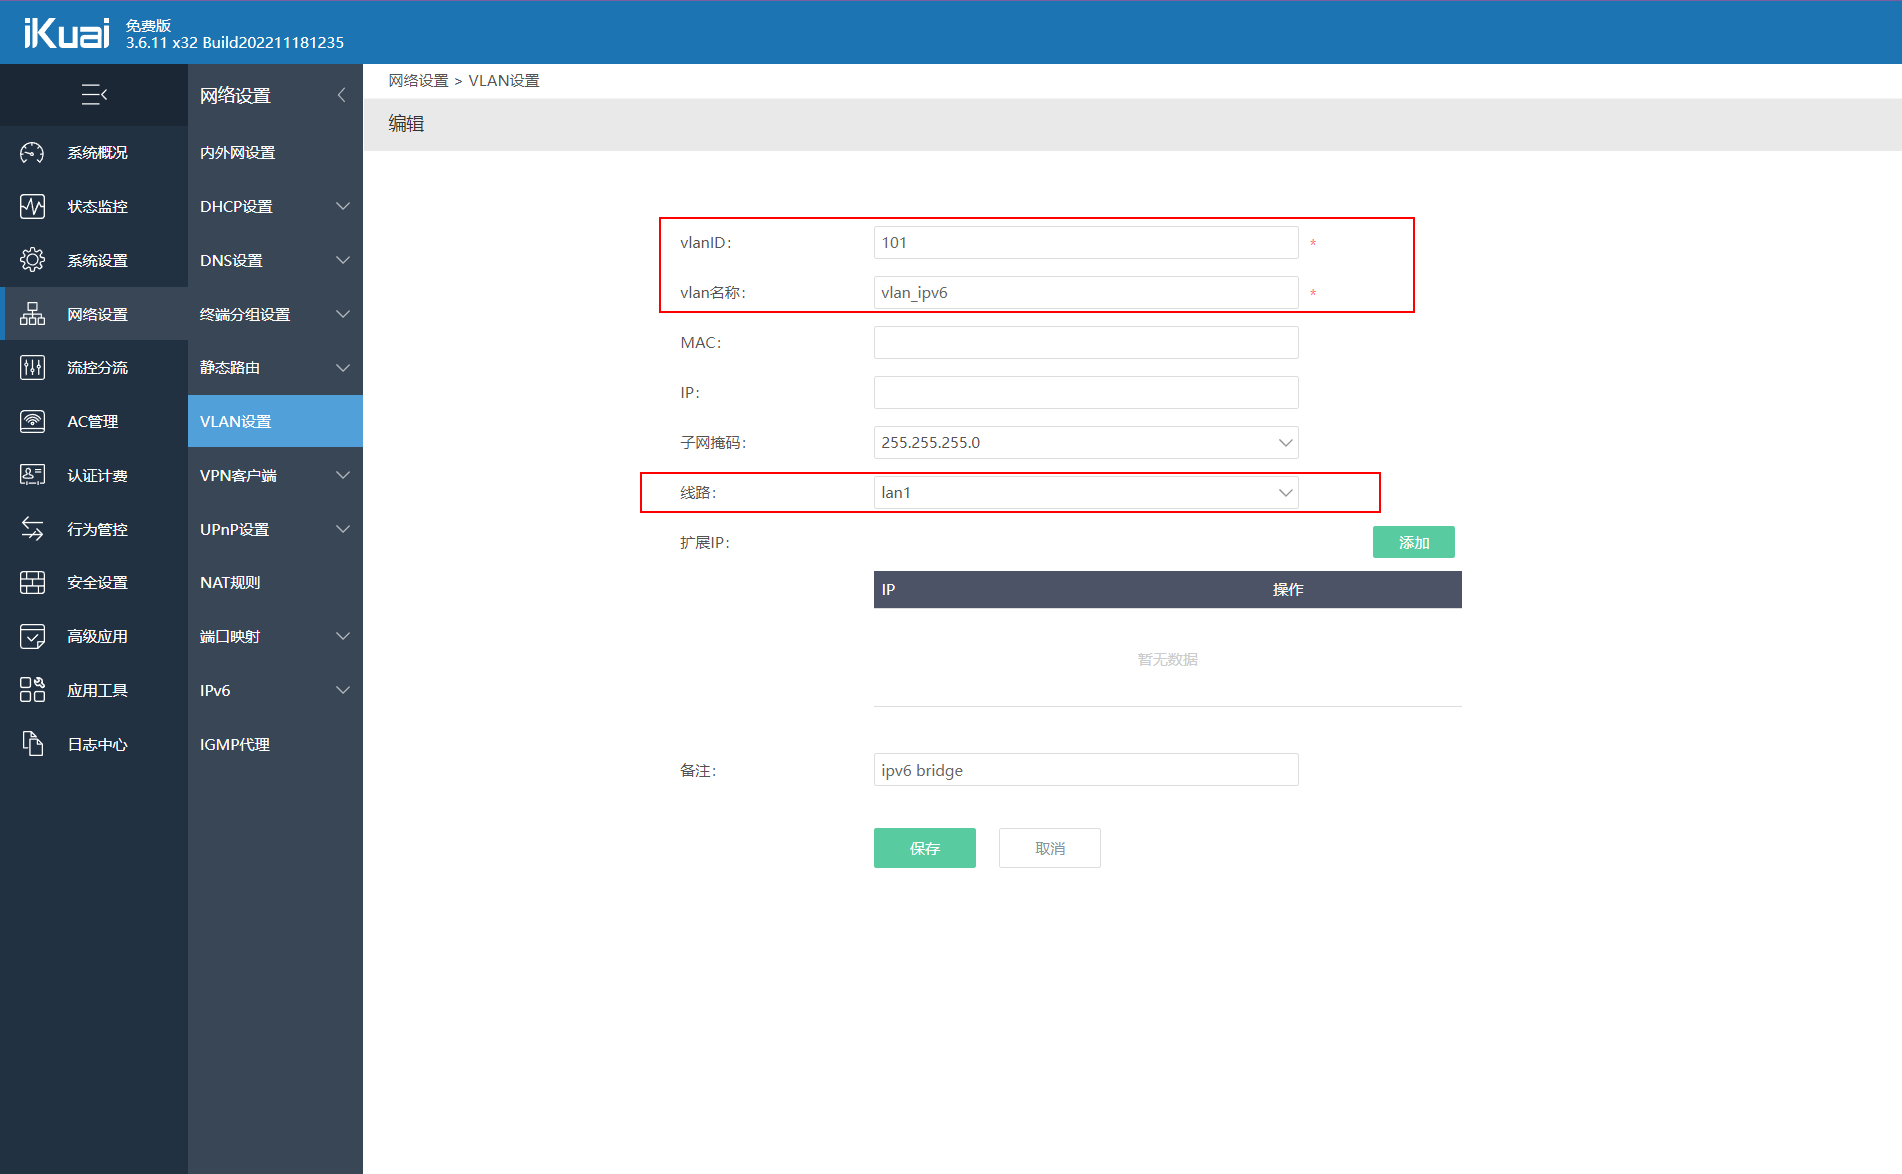 iKuai
免费版
3.6.11 x32 Build202211181235
网络设置
系统概况
状态监控
系统设置
网络设置
流控分流
AC管理
认证计费
行为管控
安全设置
高级应用
应用工具
日志中心
内外网设置
DHCP设置
DNS设置
终端分组设置
静态路由
VLAN设置
VPN客户端
UPnP设置
NAT规则
端口映射
IPv6
IGMP代理
网络设置 > VLAN设置
编辑
vlanID： 101 *
vlan名称： vlan_ipv6 *
MAC：
IP：
子网掩码： 255.255.255.0
线路： lan1
扩展IP： 添加
IP 操作
暂无数据
备注： ipv6 bridge
保存 取消